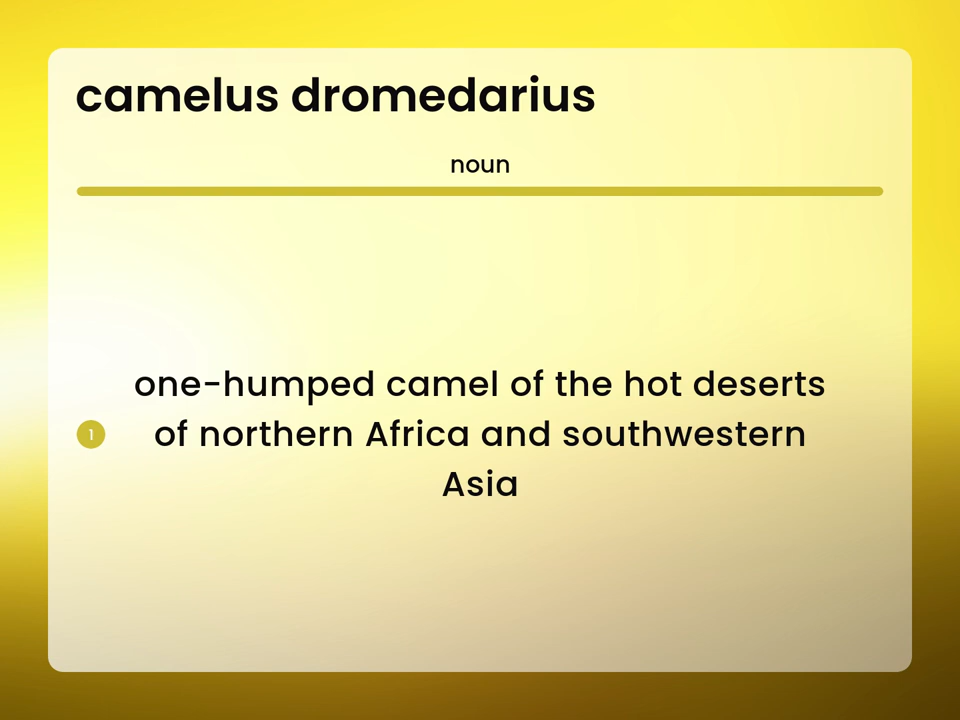 camelus dromedarius
noun
one-humped camel of the hot deserts
1 of northern Africa and southwestern
Asia